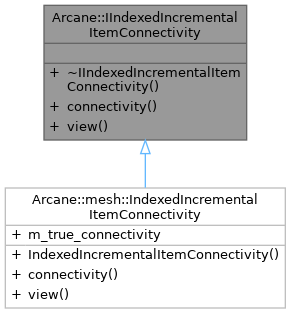 Arcane::IIndexedIncremental
ItemConnectivity
+ ~IIndexedIncrementalItem
Connectivity()
+ connectivity()
+ view()
Arcane::mesh::IndexedIncremental
ItemConnectivity
+ m_true_connectivity
+ IndexedIncrementalItemConnectivity()
+ connectivity()
+ view()